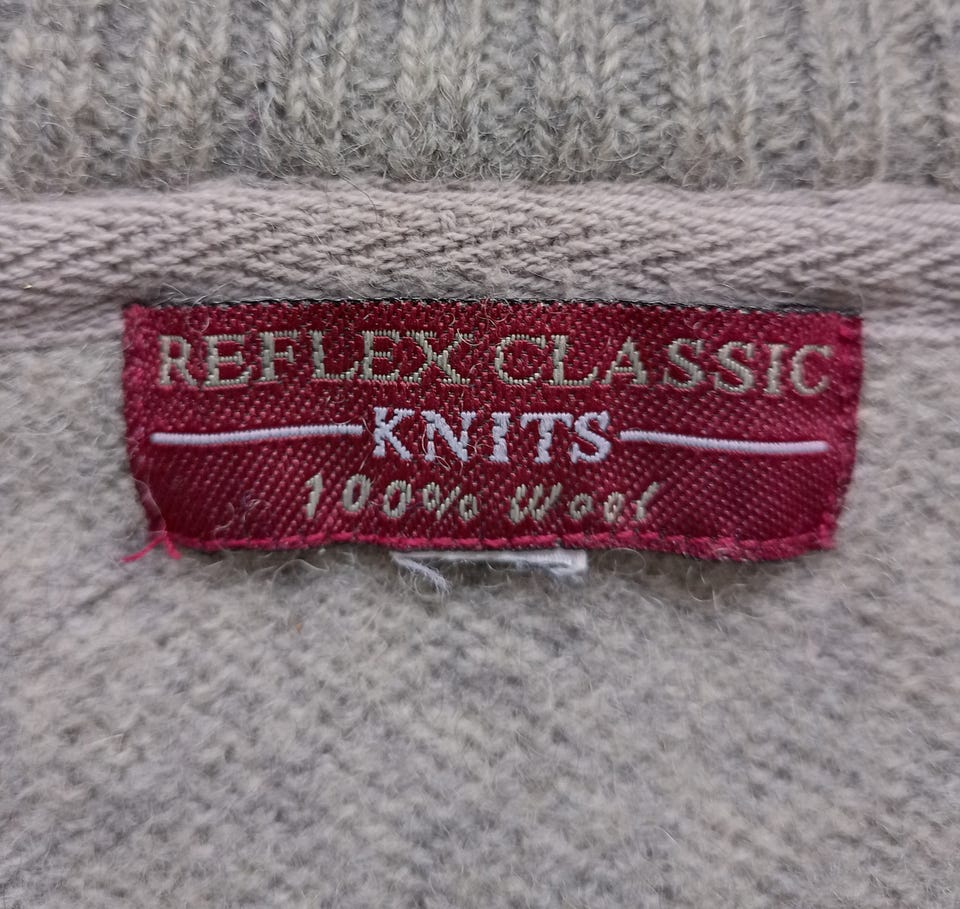 REFLEX CLASSIC
KNITS
100% Wool